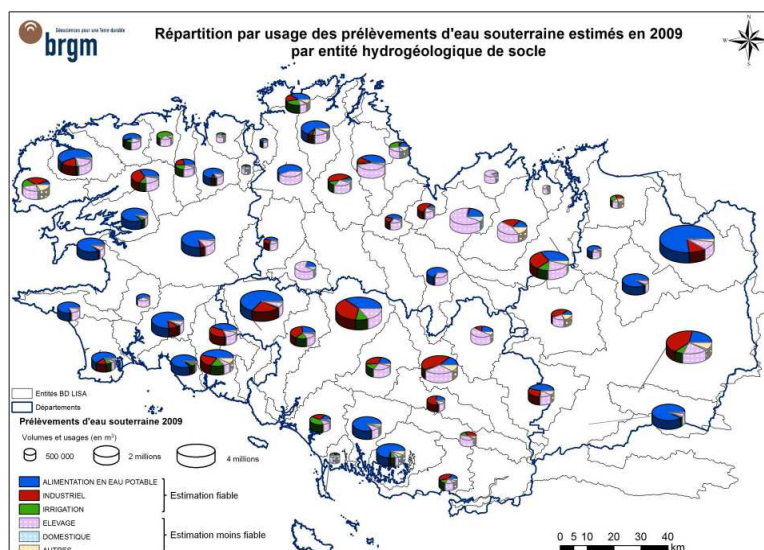 Géosciences pour une Terre durable
brgm
Répartition par usage des prélèvements d'eau souterraine estimés en 2009
par entité hydrogéologique de socle
N
W
E
S
Entités BD LISA
Départements
Prélèvements d'eau souterraine 2009
Volumes et usages (en m³)
500 000
2 millions
4 millions
ALIMENTATION EN EAU POTABLE
INDUSTRIEL
IRRIGATION
Estimation fiable
ELEVAGE
DOMESTIQUE
AUTRES
Estimation moins fiable
0 5 10 20 30 40
km